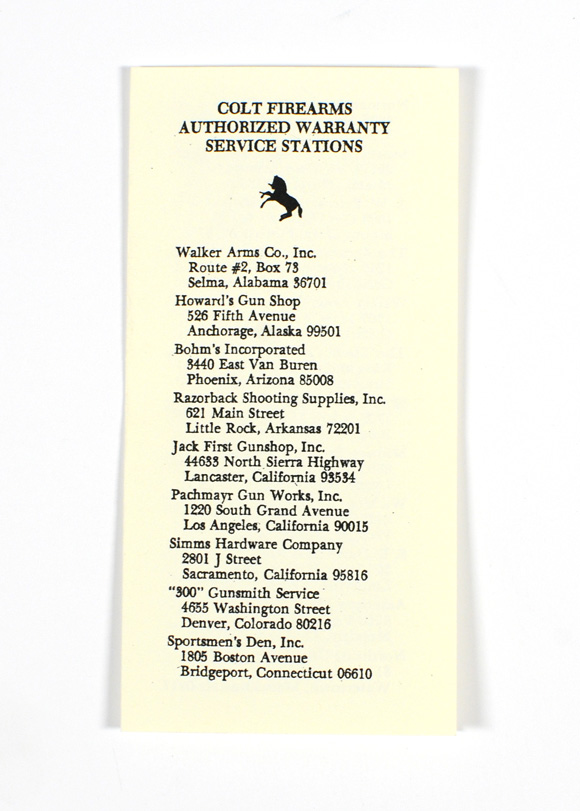 COLT FIREARMS
AUTHORIZED WARRANTY
SERVICE STATIONS
Walker Arms Co., Inc.
Route #2, Box 73
Selma, Alabama 36701
Howard's Gun Shop
526 Fifth Avenue
Anchorage, Alaska 99501
Bohm's Incorporated
3440 East Van Buren
Phoenix, Arizona 85008
Razorback Shooting Supplies, Inc.
621 Main Street
Little Rock, Arkansas 72201
Jack First Gunshop, Inc.
44633 North Sierra Highway
Lancaster, California 93534
Pachmayr Gun Works, Inc.
1220 South Grand Avenue
Los Angeles, California 90015
Simms Hardware Company
2801 J Street
Sacramento, California 95816
"300" Gunsmith Service
4655 Washington Street
Denver, Colorado 80216
Sportsmen's Den, Inc.
1805 Boston Avenue
Bridgeport, Connecticut 06610